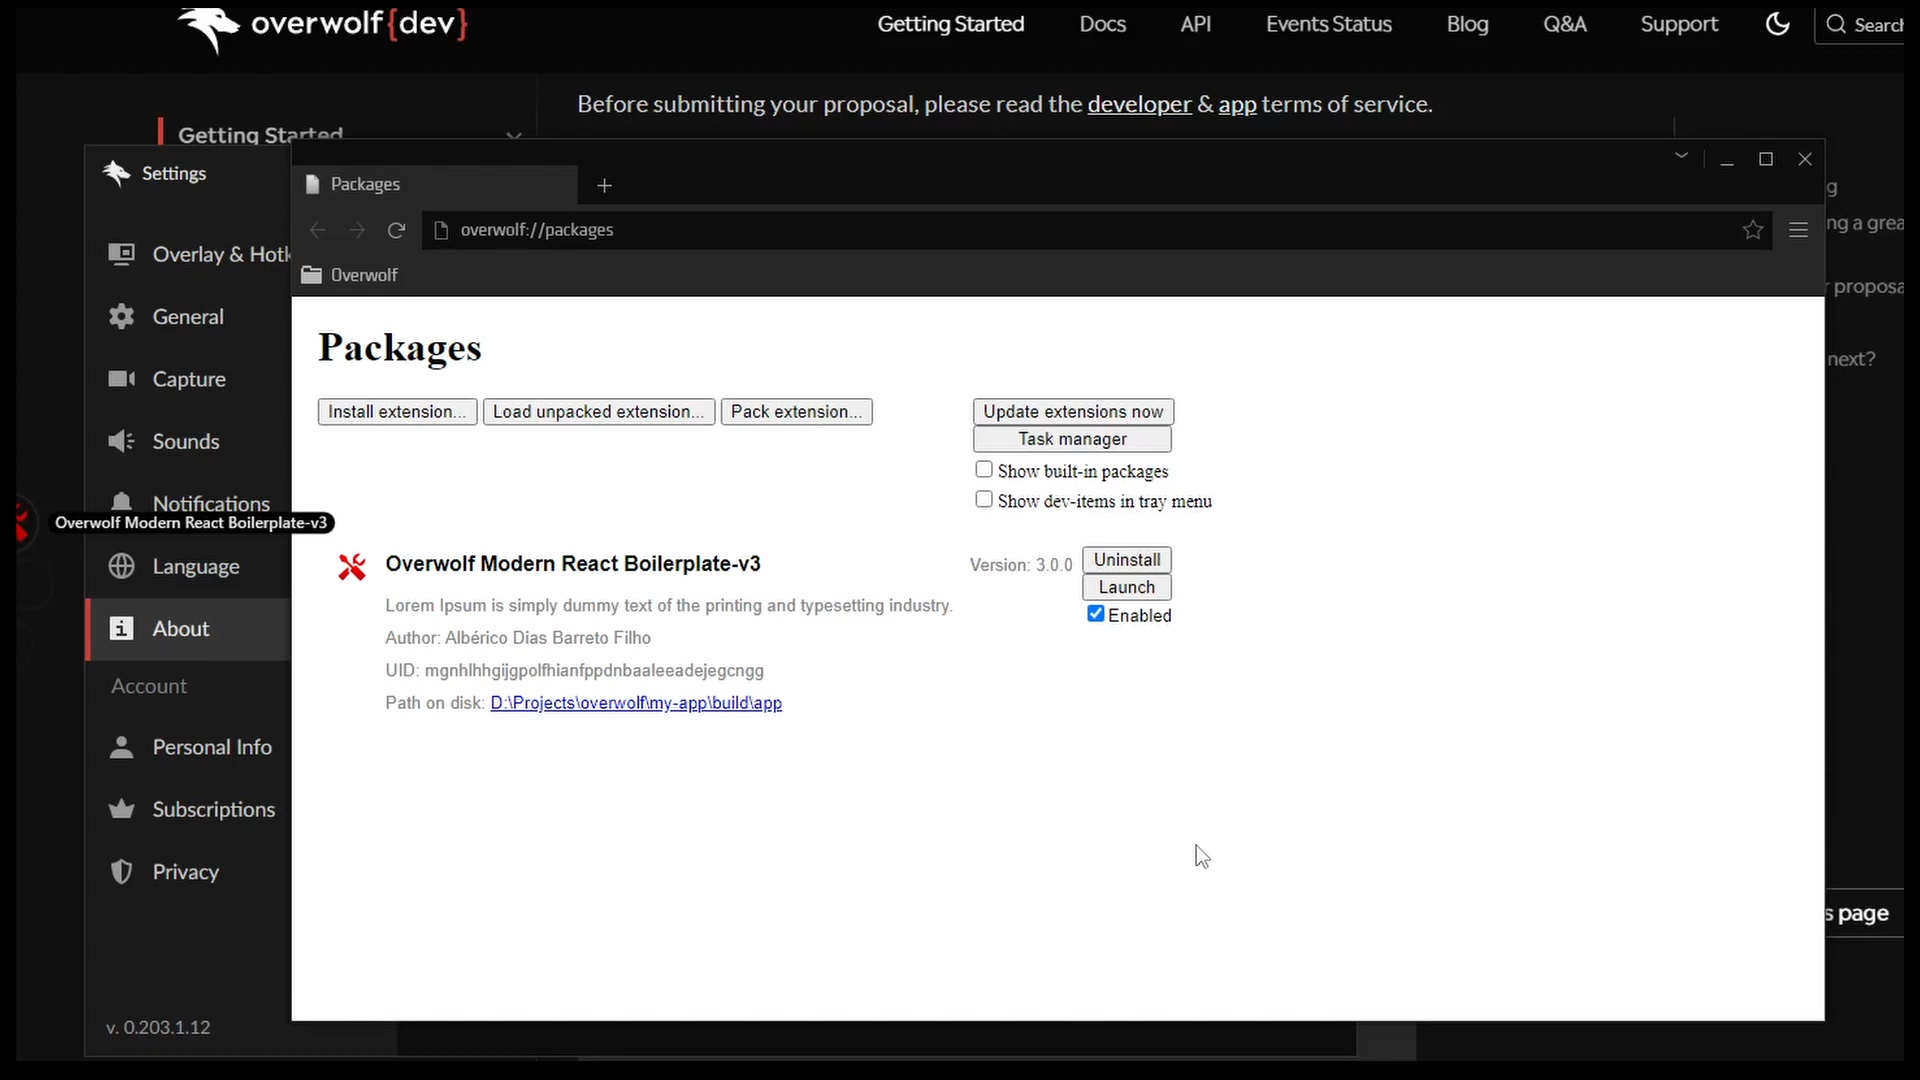 overwolf{dev}
Getting Started
Docs
API
Events Status
Blog
Q&A
Support
Search
Before submitting your proposal, please read the developer & app terms of service.
Getting Started
Settings
Overlay & Hotk
General
Capture
Sounds
Notifications
Overwolf Modern React Boilerplate-v3
Language
About
Account
Personal Info
Subscriptions
Privacy
v. 0.203.1.12
Packages
overwolf://packages
Overwolf
Packages
Install extension...
Load unpacked extension...
Pack extension...
Update extensions now
Task manager
Show built-in packages
Show dev-items in tray menu
Overwolf Modern React Boilerplate-v3
Version: 3.0.0
Uninstall
Launch
Enabled
Lorem Ipsum is simply dummy text of the printing and typesetting industry.
Author: Albérico Dias Barreto Filho
UID: mgnhlhhgijgpolfhianfppdnbaaleeadejegcngg
Path on disk: D:\Projects\overwolf\my-app\build\app
g
ng a grea
r proposa
next?
s page